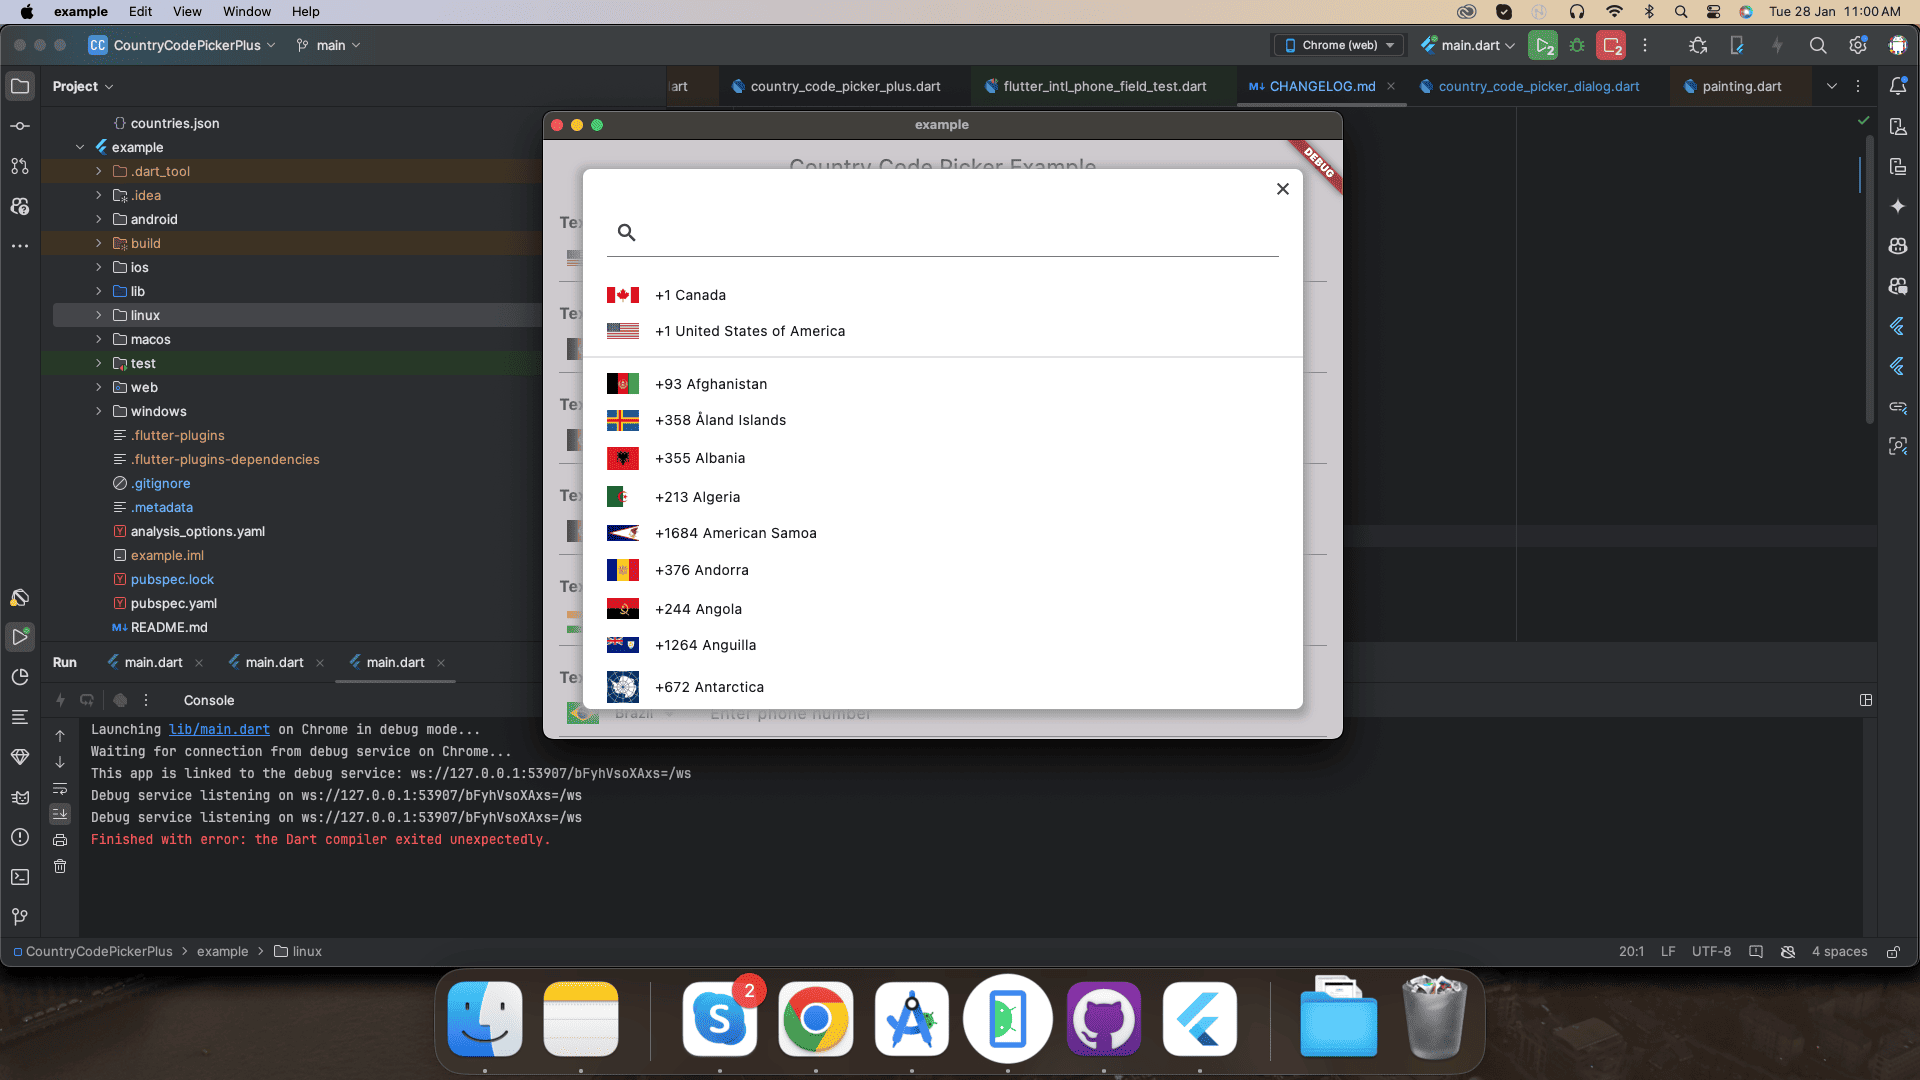 example Edit View Window Help Tue 28 Jan 11:00 AM
CC CountryCodePickerPlus main Chrome (web) main.dart 2 2
Project art country_code_picker_plus.dart flutter_intl_phone_field_test.dart M↓ CHANGELOG.md country_code_picker_dialog.dart painting.dart
countries.json
example
.dart_tool
.idea
android
build
ios
lib
linux
macos
test
web
windows
.flutter-plugins
.flutter-plugins-dependencies
.gitignore
.metadata
Y analysis_options.yaml
example.iml
Y pubspec.lock
Y pubspec.yaml
M↓ README.md
example
Country Code Picker Example
DEBUG
Tex
Tex
Tex
Tex
Tex
Tex
+1 Canada
+1 United States of America
+93 Afghanistan
+358 Åland Islands
+355 Albania
+213 Algeria
+1684 American Samoa
+376 Andorra
+244 Angola
+1264 Anguilla
+672 Antarctica
Brazil Enter phone number
Run main.dart main.dart main.dart
Console
Launching lib/main.dart on Chrome in debug mode...
Waiting for connection from debug service on Chrome...
This app is linked to the debug service: ws://127.0.0.1:53907/bFyhVsoXAxs=/ws
Debug service listening on ws://127.0.0.1:53907/bFyhVsoXAxs=/ws
Debug service listening on ws://127.0.0.1:53907/bFyhVsoXAxs=/ws
Finished with error: the Dart compiler exited unexpectedly.
CountryCodePickerPlus > example > linux 20:1 LF UTF-8 4 spaces
S 2